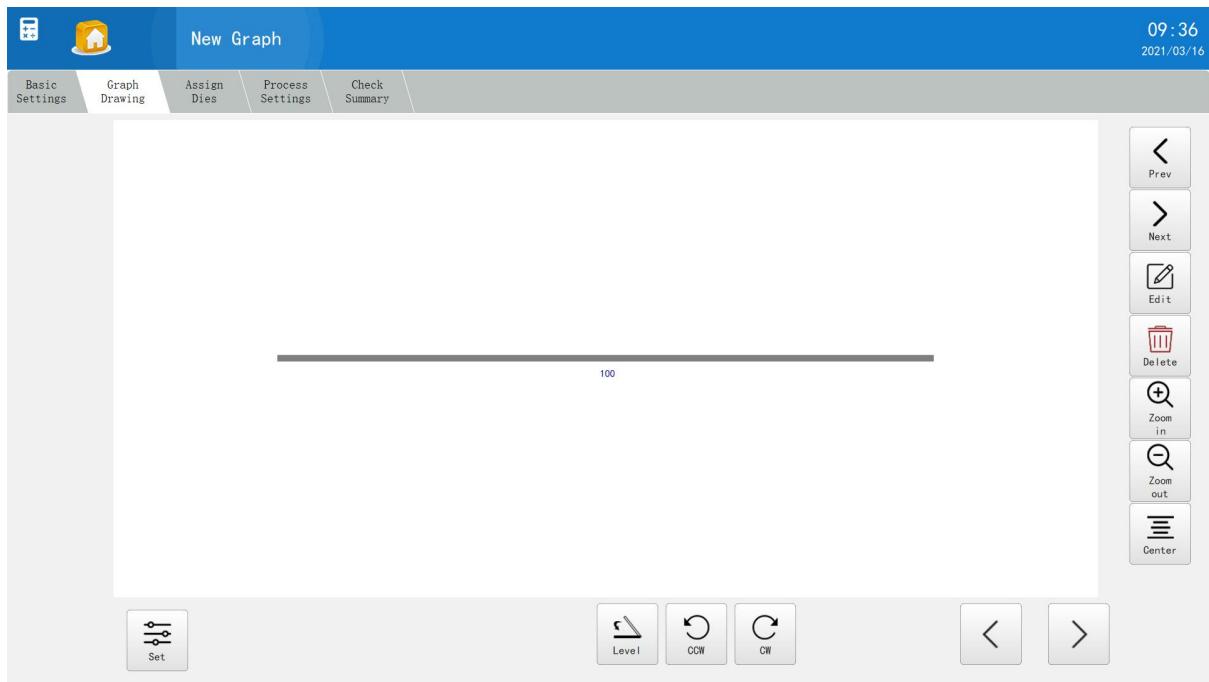 New Graph
09:36
2021/03/16
Basic
Settings
Graph
Drawing
Assign
Dies
Process
Settings
Check
Summary
Prev
Next
Edit
Delete
Zoom
in
Zoom
out
Center
100
Set
Level
CCW
CW